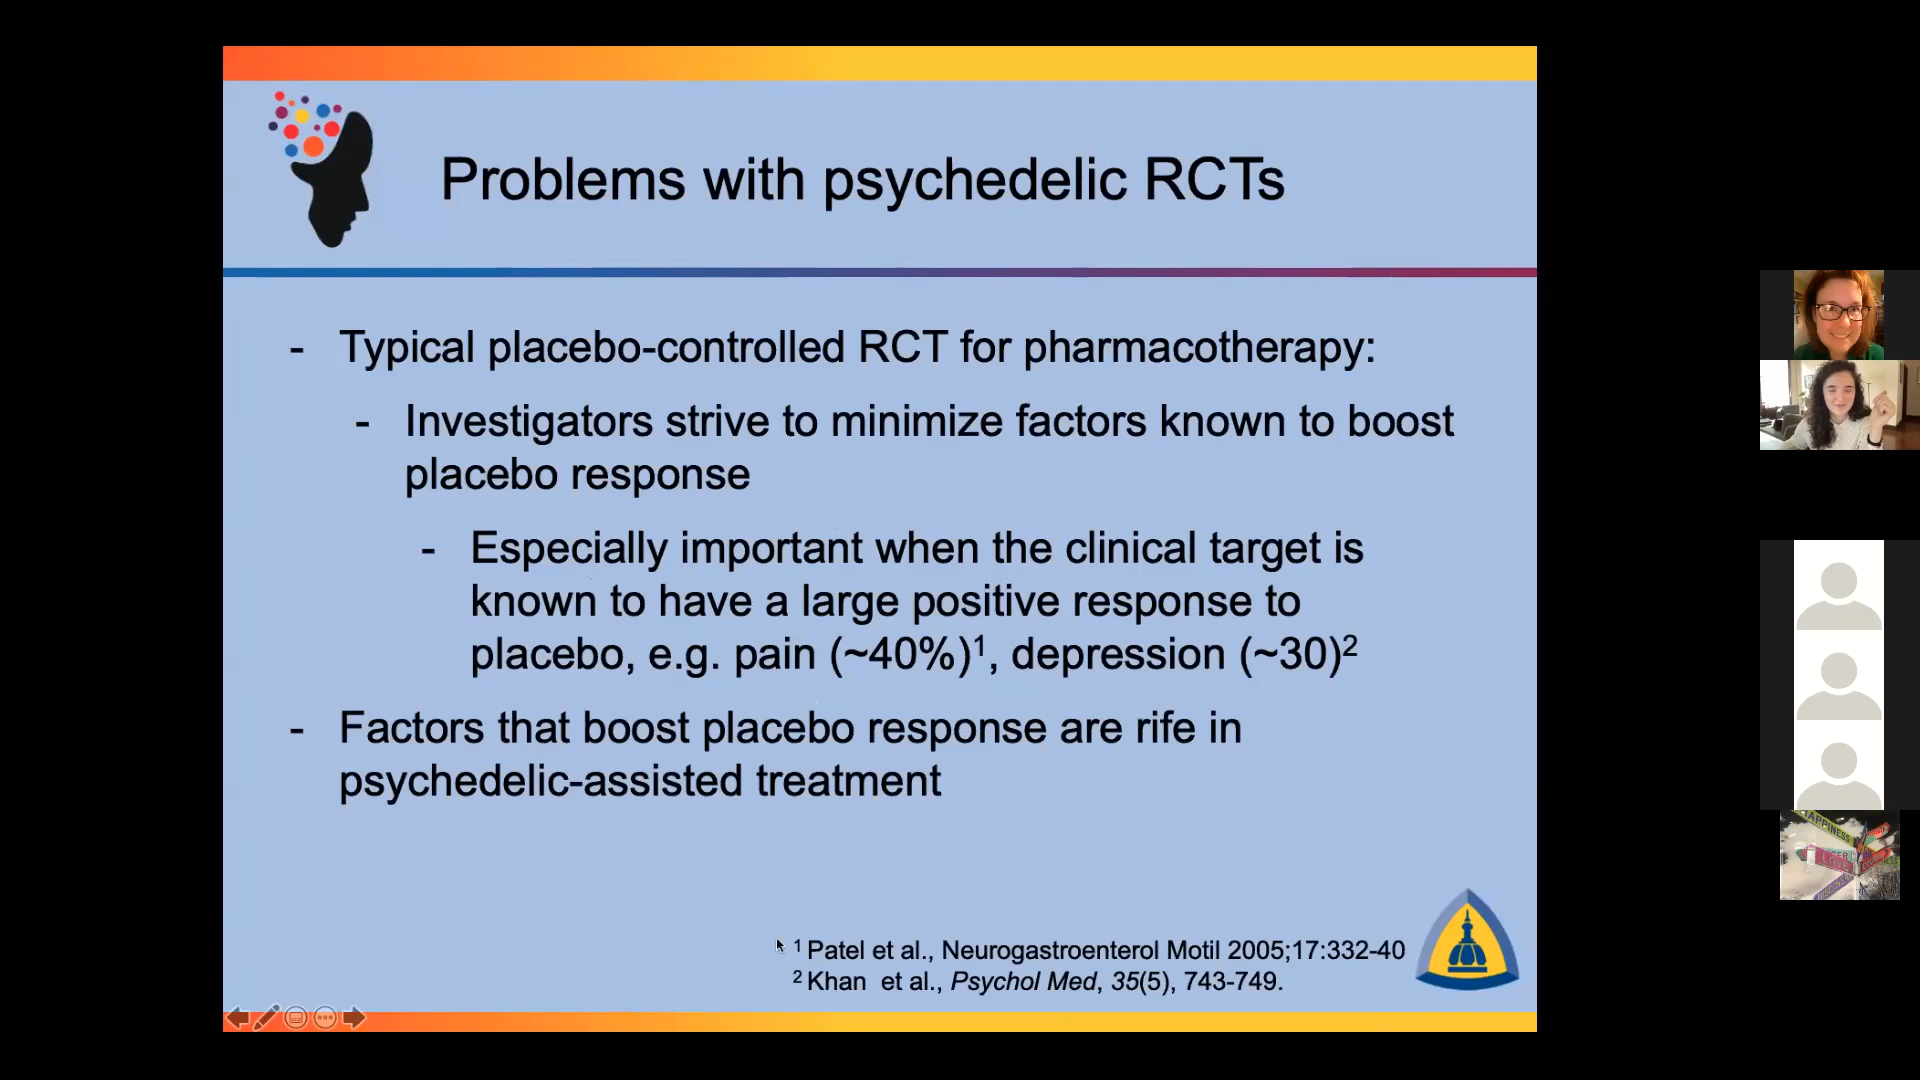 Problems with psychedelic RCTs
- Typical placebo-controlled RCT for pharmacotherapy:
- Investigators strive to minimize factors known to boost
placebo response
- Especially important when the clinical target is
known to have a large positive response to
placebo, e.g. pain (~40%)¹, depression (~30)²
- Factors that boost placebo response are rife in
psychedelic-assisted treatment
¹ Patel et al., Neurogastroenterol Motil 2005;17:332-40
² Khan et al., Psychol Med, 35(5), 743-749.
HAPPINESS